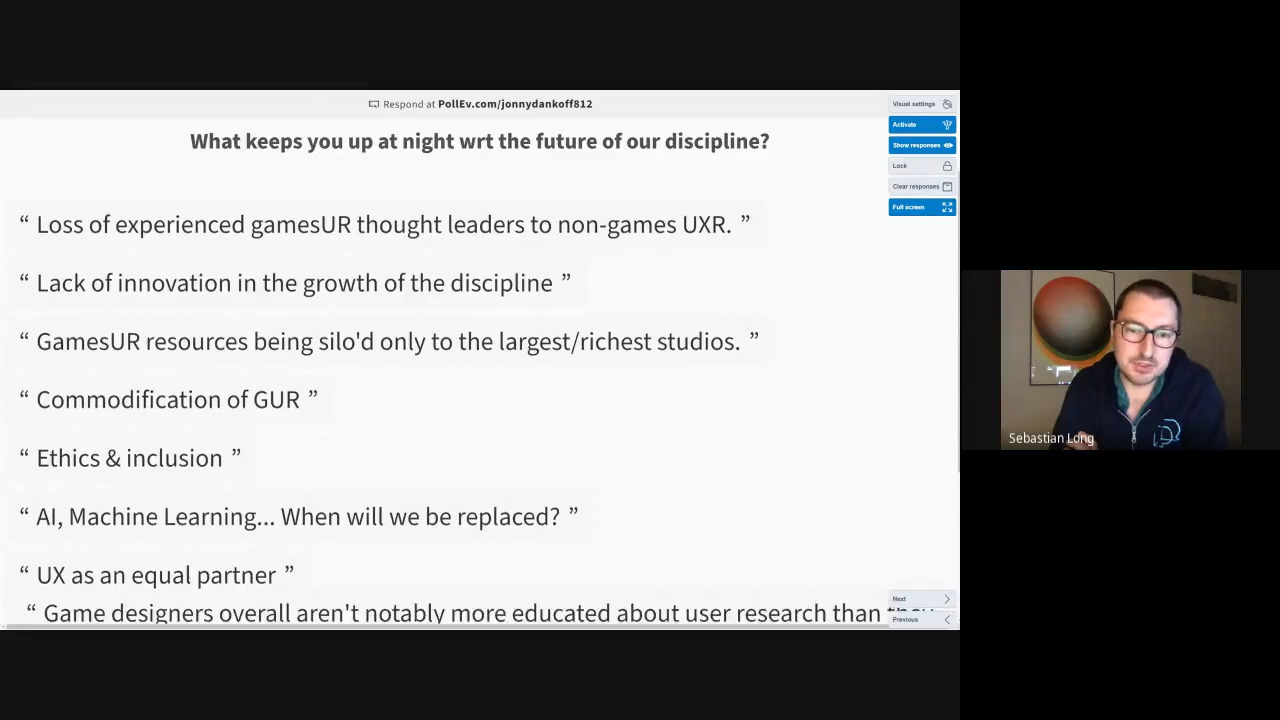 Respond at PollEv.com/jonnydankoff812
What keeps you up at night wrt the future of our discipline?
“ Loss of experienced gamesUR thought leaders to non-games UXR. ”
“ Lack of innovation in the growth of the discipline ”
“ GamesUR resources being silo'd only to the largest/richest studios. ”
“ Commodification of GUR ”
“ Ethics & inclusion ”
“ AI, Machine Learning... When will we be replaced? ”
“ UX as an equal partner ”
“ Game designers overall aren't notably more educated about user research than
Visual settings
Activate
Show responses
Lock
Clear responses
Full screen
Next
Previous
Sebastian Long